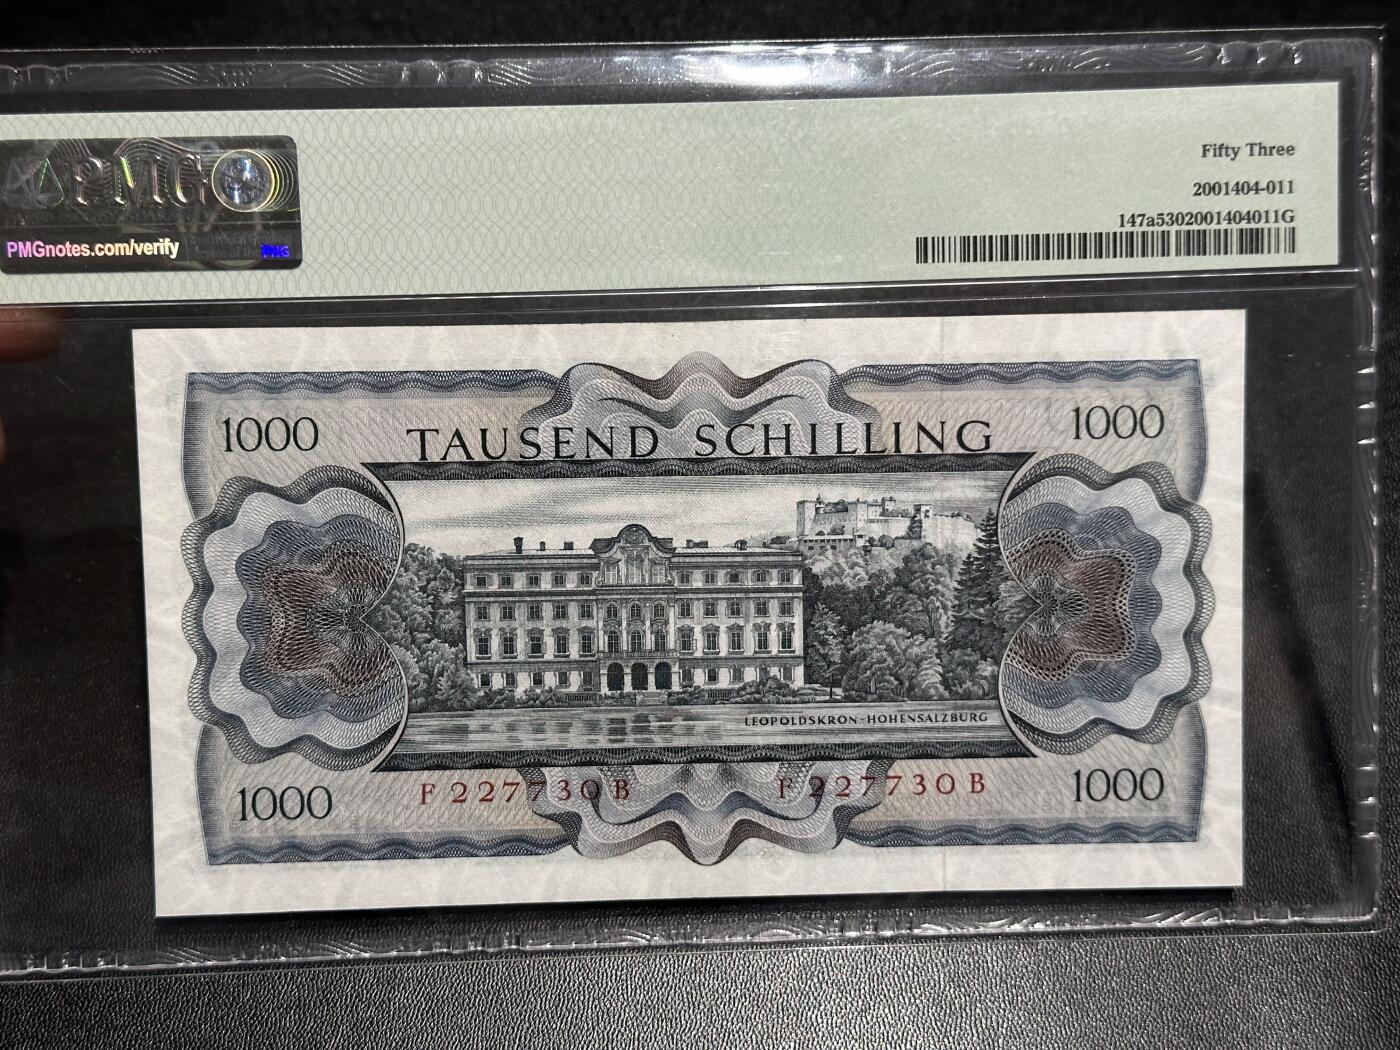 PMG
PMGnotes.com/verify
PMG
Fifty Three
2001404-011
147a5302001404011G
1000
TAUSEND SCHILLING
1000
LEOPOLDSKRON-HOHENSALZBURG
1000
F 227730 B
F 227730 B
1000